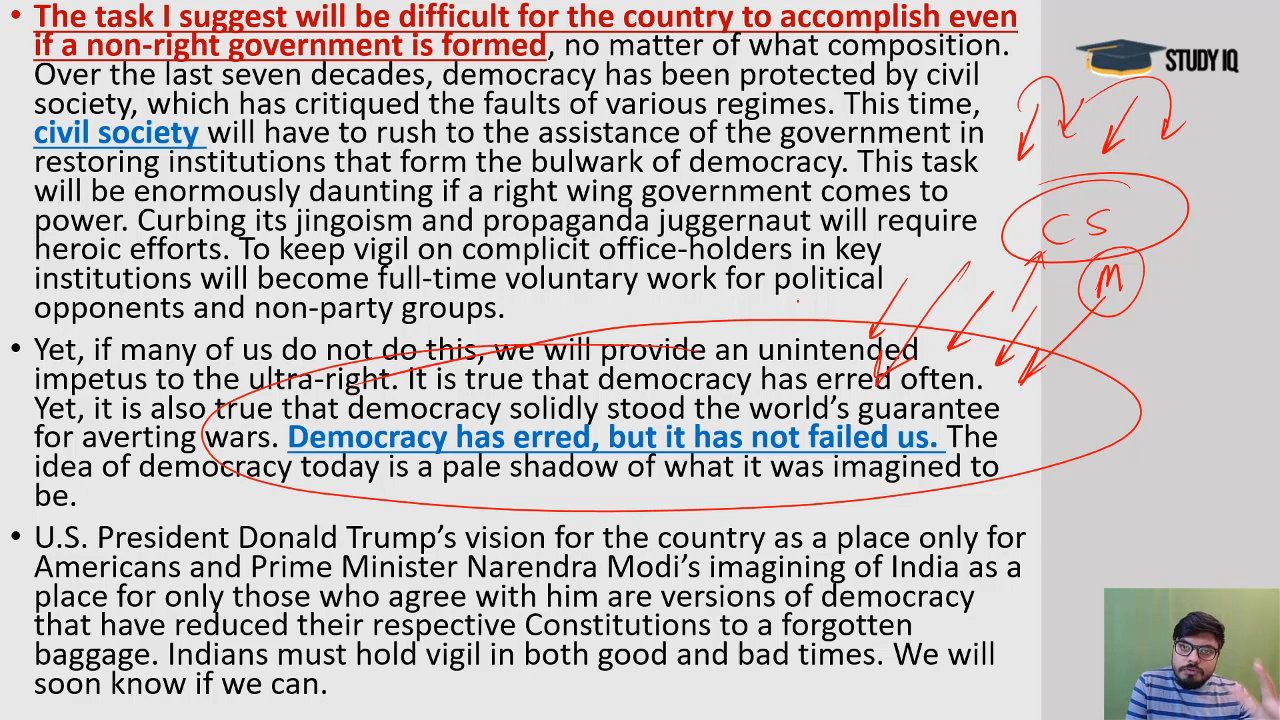 • The task I suggest will be difficult for the country to accomplish even
if a non-right government is formed, no matter of what composition.
Over the last seven decades, democracy has been protected by civil
society, which has critiqued the faults of various regimes. This time,
civil society will have to rush to the assistance of the government in
restoring institutions that form the bulwark of democracy. This task
will be enormously daunting if a right wing government comes to
power. Curbing its jingoism and propaganda juggernaut will require
heroic efforts. To keep vigil on complicit office-holders in key
institutions will become full-time voluntary work for political
opponents and non-party groups.
• Yet, if many of us do not do this, we will provide an unintended
impetus to the ultra-right. It is true that democracy has erred often.
Yet, it is also true that democracy solidly stood the world's guarantee
for averting wars. Democracy has erred, but it has not failed us. The
idea of democracy today is a pale shadow of what it was imagined to
be.
• U.S. President Donald Trump's vision for the country as a place only for
Americans and Prime Minister Narendra Modi's imagining of India as a
place for only those who agree with him are versions of democracy
that have reduced their respective Constitutions to a forgotten
baggage. Indians must hold vigil in both good and bad times. We will
soon know if we can.
STUDY IQ
CS
M